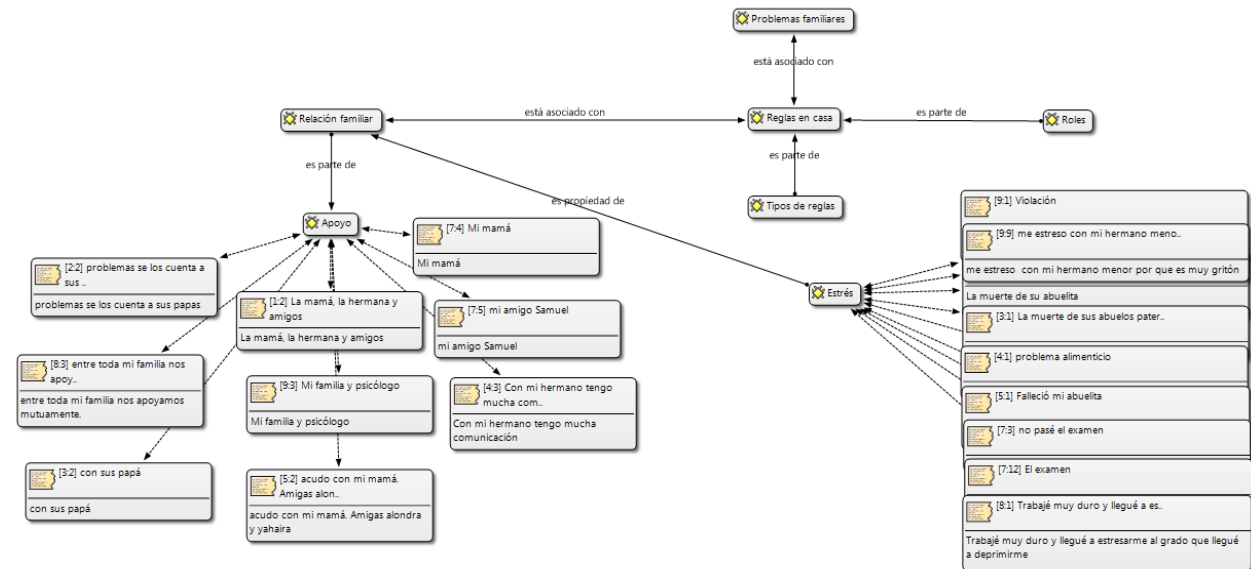 Problemas familiares
está asociado con
Relación familiar
está asociado con
Reglas en casa
es parte de
Roles
es parte de
es parte de
es propiedad de
Tipos de reglas
Apoyo
[7:4] Mi mamá
Mi mamá
[2:2] problemas se los cuenta a
sus ..
problemas se los cuenta a sus papas
[1:2] La mamá, la hermana y
amigos
La mamá, la hermana y amigos
[7:5] mi amigo Samuel
mi amigo Samuel
[8:3] entre toda mi familia nos
apoy..
entre toda mi familia nos apoyamos
mutuamente.
[9:3] Mi familia y psicólogo
Mi familia y psicólogo
[4:3] Con mi hermano tengo
mucha com..
Con mi hermano tengo mucha
comunicación
[3:2] con sus papá
con sus papá
[5:2] acudo con mi mamá.
Amigas alon..
acudo con mi mamá. Amigas alondra
y yahaira
Estrés
[9:1] Violación
[9:9] me estreso con mi hermano meno..
me estreso con mi hermano menor por que es muy gritón
La muerte de su abuelita
[3:1] La muerte de sus abuelos pater..
[4:1] problema alimenticio
[5:1] Falleció mi abuelita
[7:3] no pasé el examen
[7:12] El examen
[8:1] Trabajé muy duro y llegué a es..
Trabajé muy duro y llegué a estresarme al grado que llegué
a deprimirme